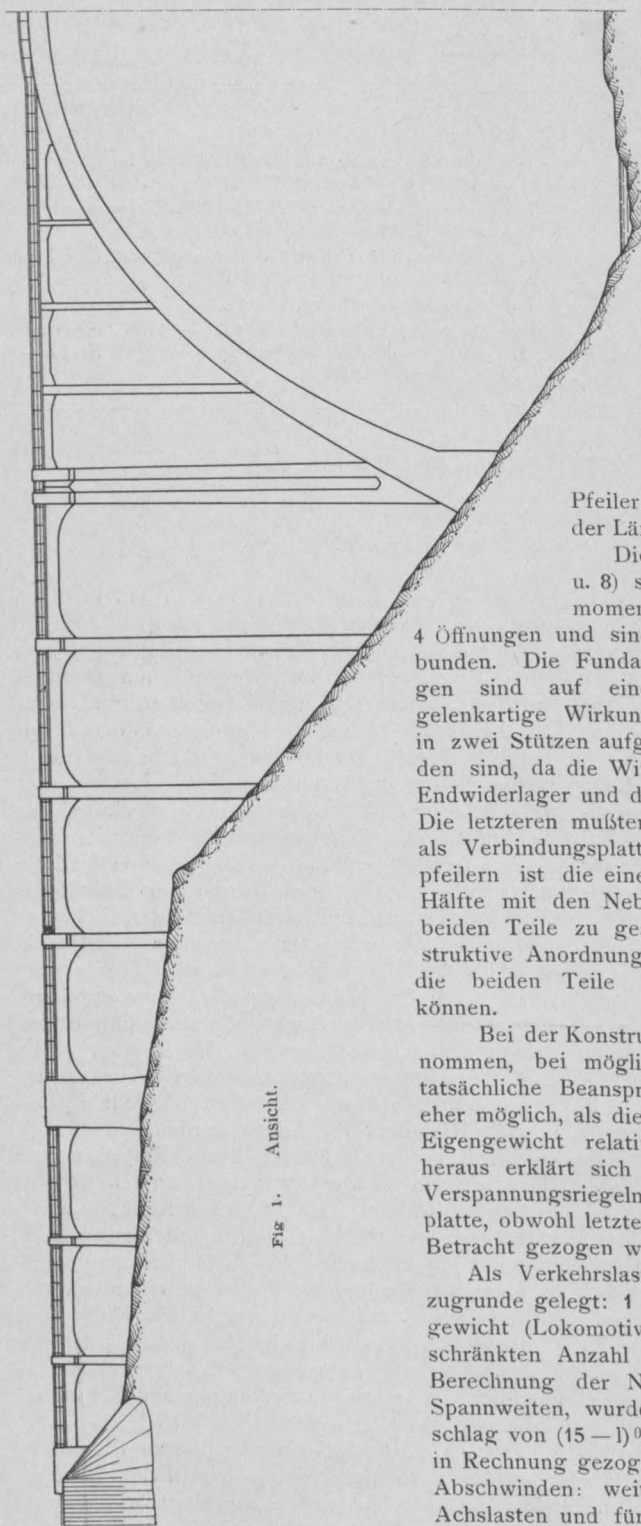 Fig 1. Ansicht.
Pfeiler
der Lä
Die
u. 8) s
momen
4 Öffnungen und sin
bunden. Die Funda
gen sind auf ein
gelenkartige Wirkun
in zwei Stützen aufg
den sind, da die Wi
Endwiderlager und d
Die letzteren mußter
als Verbindungsplatt
pfeilern ist die eine
Hälfte mit den Neb
beiden Teile zu ge
struktive Anordnung
die beiden Teile
können.
Bei der Konstru
nommen, bei mögli
tatsächliche Beanspr
eher möglich, als die
Eigengewicht relati
heraus erklärt sich
Verspannungsriegeln
platte, obwohl letzte
Betracht gezogen w
Als Verkehrslas
zugrunde gelegt: 1
gewicht (Lokomotiv
schränkten Anzahl
Berechnung der N
Spannweiten, wurde
schlag von (15 — l) 0
in Rechnung gezog
Abschwinden: wei
Achslasten und für